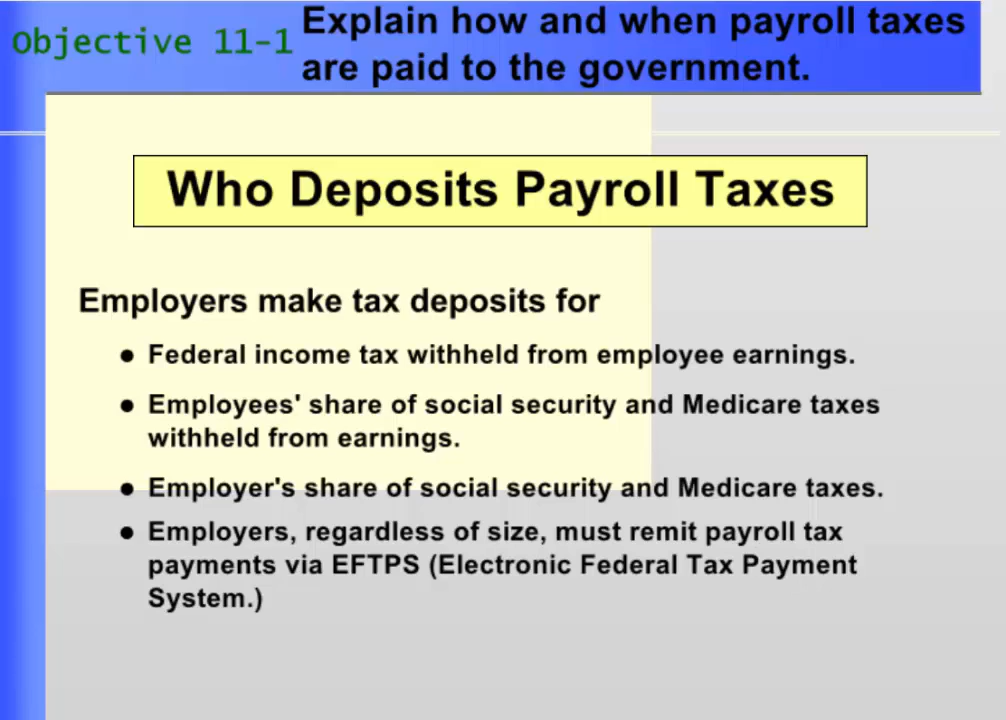 Objective 11-1
Explain how and when payroll taxes
are paid to the government.
Who Deposits Payroll Taxes
Employers make tax deposits for
● Federal income tax withheld from employee earnings.
● Employees' share of social security and Medicare taxes
withheld from earnings.
● Employer's share of social security and Medicare taxes.
● Employers, regardless of size, must remit payroll tax
payments via EFTPS (Electronic Federal Tax Payment
System.)